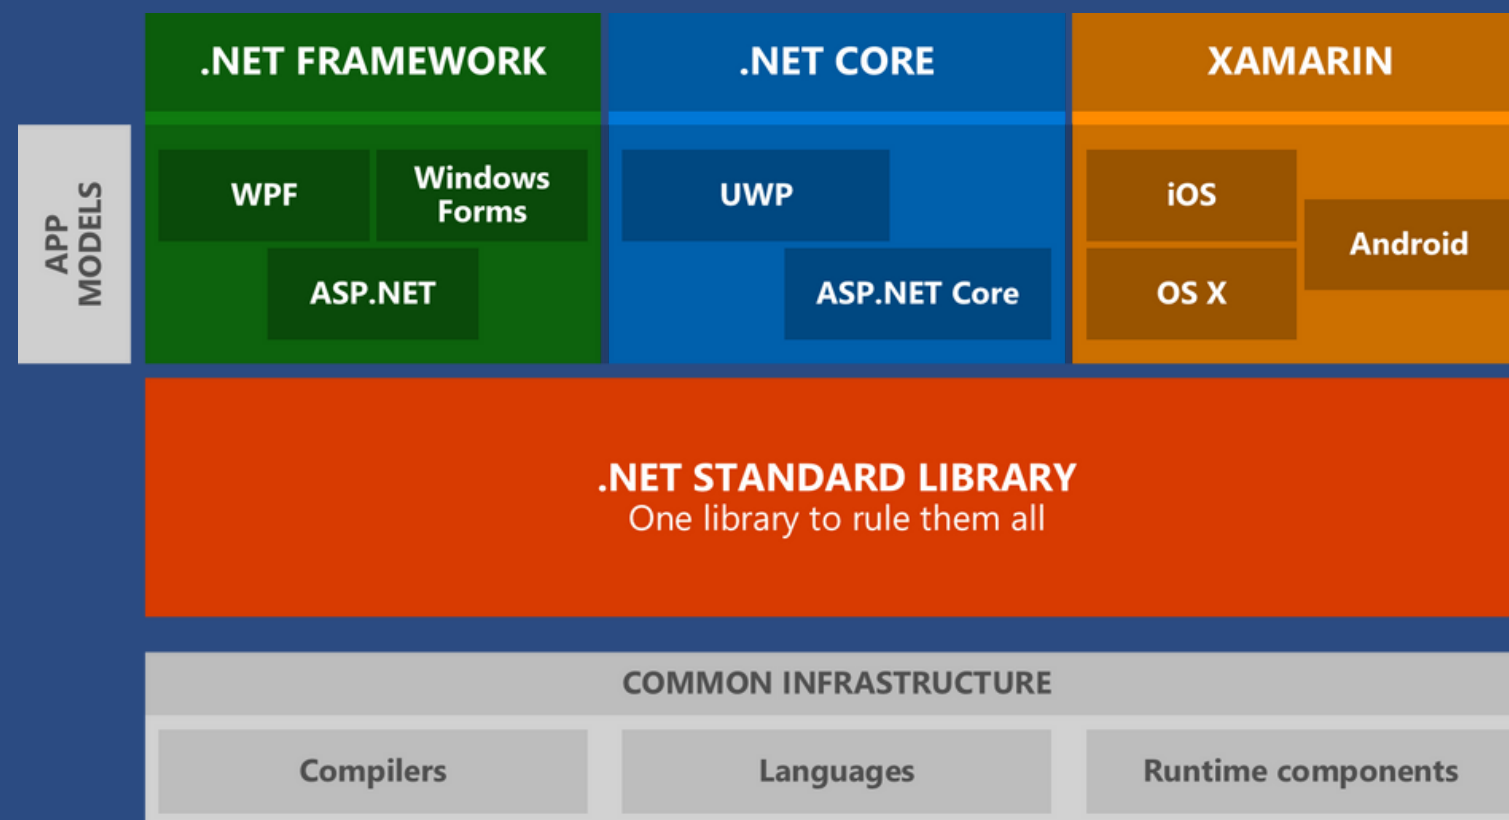 .NET FRAMEWORK
.NET CORE
XAMARIN
APP
MODELS
WPF
Windows
Forms
ASP.NET
UWP
ASP.NET Core
iOS
Android
OS X
.NET STANDARD LIBRARY
One library to rule them all
COMMON INFRASTRUCTURE
Compilers
Languages
Runtime components